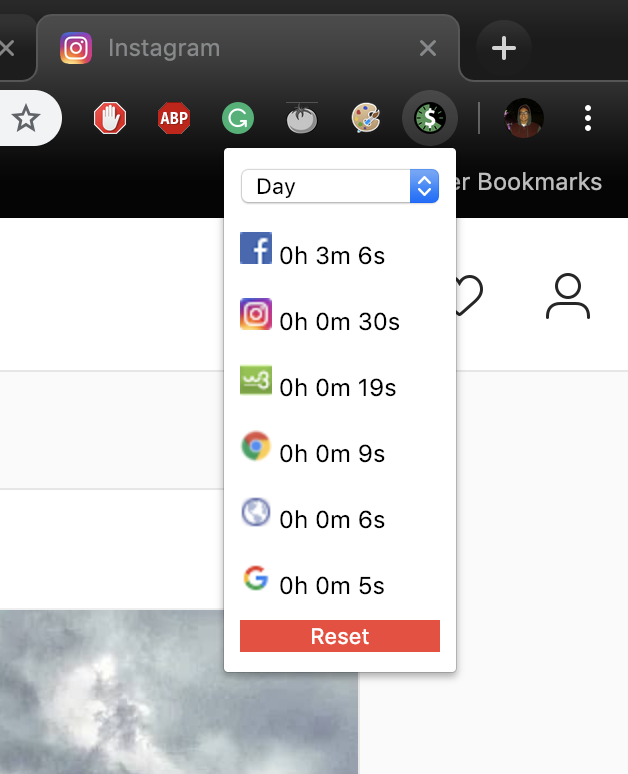 Instagram
ABP
er Bookmarks
Day
0h 3m 6s
0h 0m 30s
0h 0m 19s
0h 0m 9s
0h 0m 6s
0h 0m 5s
Reset